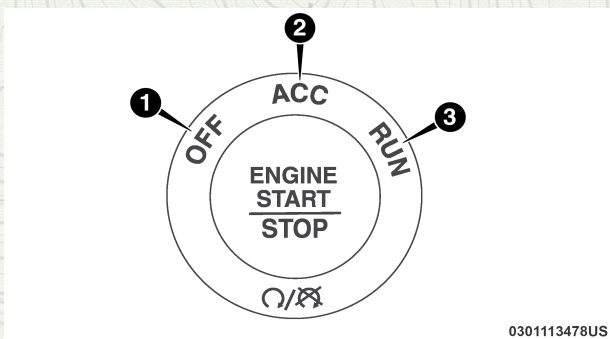 2
1
ACC
3
OFF
RUN
ENGINE
START
STOP
/
0301113478US